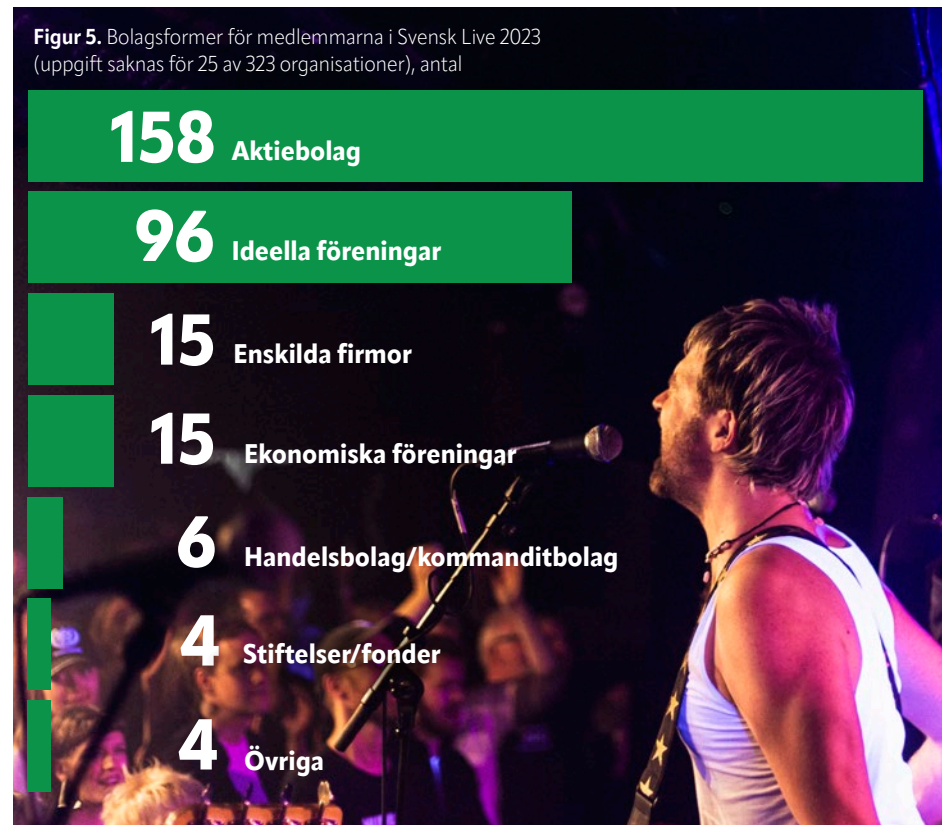 Figur 5. Bolagsformer för medlemmarna i Svensk Live 2023
(uppgift saknas för 25 av 323 organisationer), antal
158 Aktiebolag
96 Ideella föreningar
15 Enskilda firmor
15 Ekonomiska föreningar
6 Handelsbolag/kommanditbolag
4 Stiftelser/fonder
4 Övriga